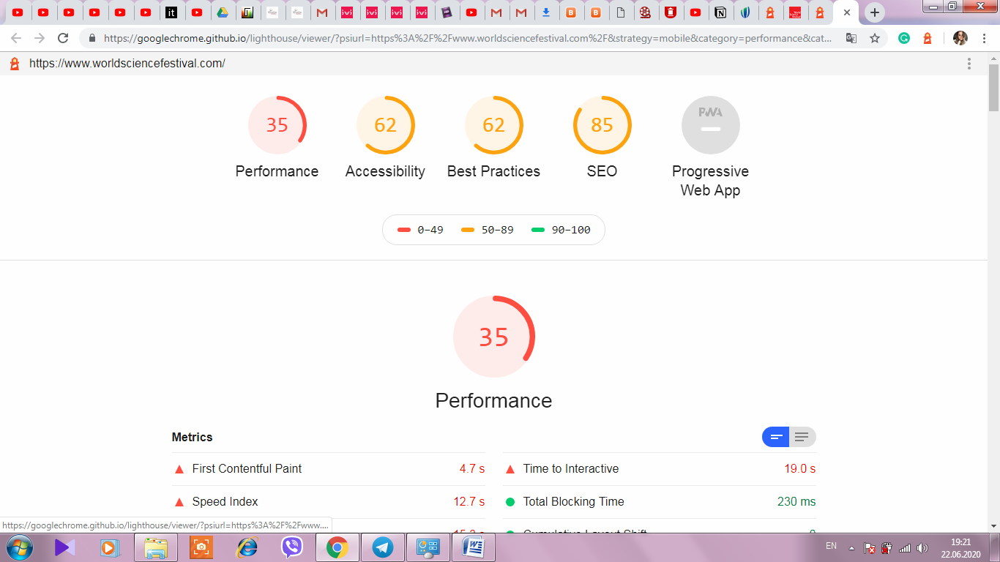 https://googlechrome.github.io/lighthouse/viewer/?psiurl=https%3A%2F%2Fwww.worldsciencefestival.com%2F&strategy=mobile&category=performance&cat...
https://www.worldsciencefestival.com/
35
62
62
85
PWA
Performance
Accessibility
Best Practices
SEO
Progressive
Web App
0–49
50–89
90–100
35
Performance
Metrics
First Contentful Paint 4.7 s
Time to Interactive 19.0 s
Speed Index 12.7 s
Total Blocking Time 230 ms
Cumulative Layout Shift
https://googlechrome.github.io/lighthouse/viewer/?psiurl=https%3A%2F%2Fwww....
EN
19:21
22.06.2020